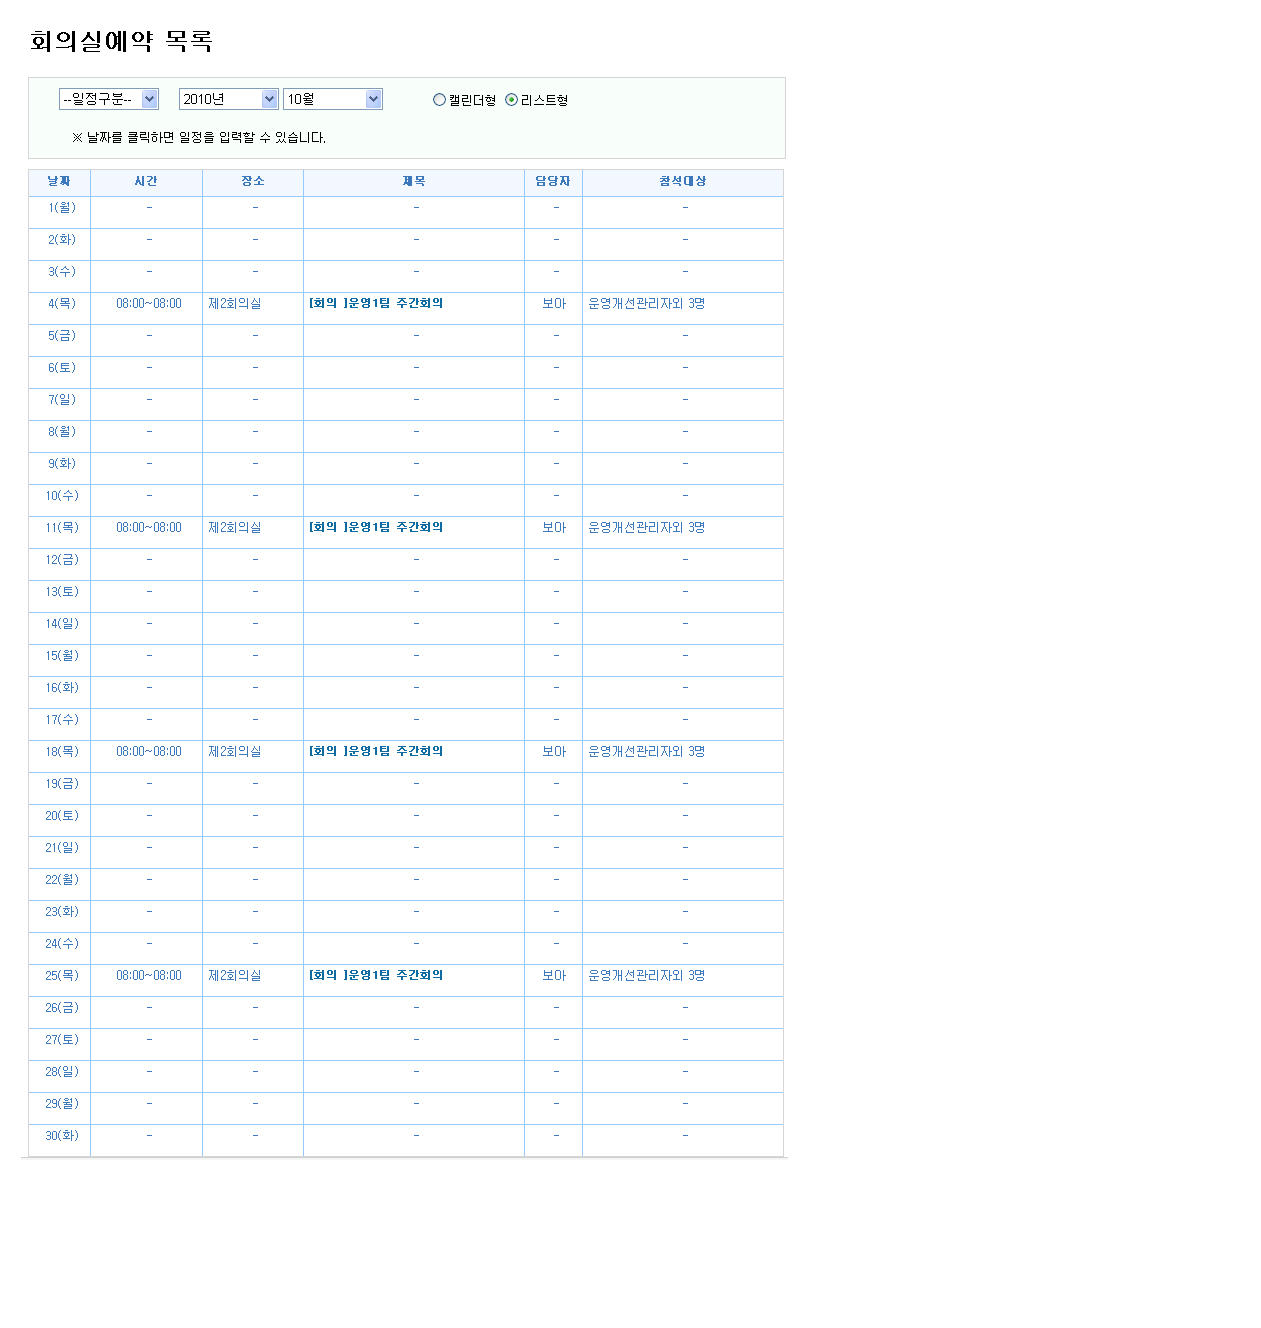 회의실예약 목록
--일정구분-- 2010년 10월 캘린더형 리스트형
※ 날짜를 클릭하면 일정을 입력할 수 있습니다.
날짜 시간 장소 제목 담당자 참석대상
1(월) - - - - -
2(화) - - - - -
3(수) - - - - -
4(목) 08:00~08:00 제2회의실 [회의 ]운영1팀 주간회의 보아 운영개선관리자외 3명
5(금) - - - - -
6(토) - - - - -
7(일) - - - - -
8(월) - - - - -
9(화) - - - - -
10(수) - - - - -
11(목) 08:00~08:00 제2회의실 [회의 ]운영1팀 주간회의 보아 운영개선관리자외 3명
12(금) - - - - -
13(토) - - - - -
14(일) - - - - -
15(월) - - - - -
16(화) - - - - -
17(수) - - - - -
18(목) 08:00~08:00 제2회의실 [회의 ]운영1팀 주간회의 보아 운영개선관리자외 3명
19(금) - - - - -
20(토) - - - - -
21(일) - - - - -
22(월) - - - - -
23(화) - - - - -
24(수) - - - - -
25(목) 08:00~08:00 제2회의실 [회의 ]운영1팀 주간회의 보아 운영개선관리자외 3명
26(금) - - - - -
27(토) - - - - -
28(일) - - - - -
29(월) - - - - -
30(화) - - - - -